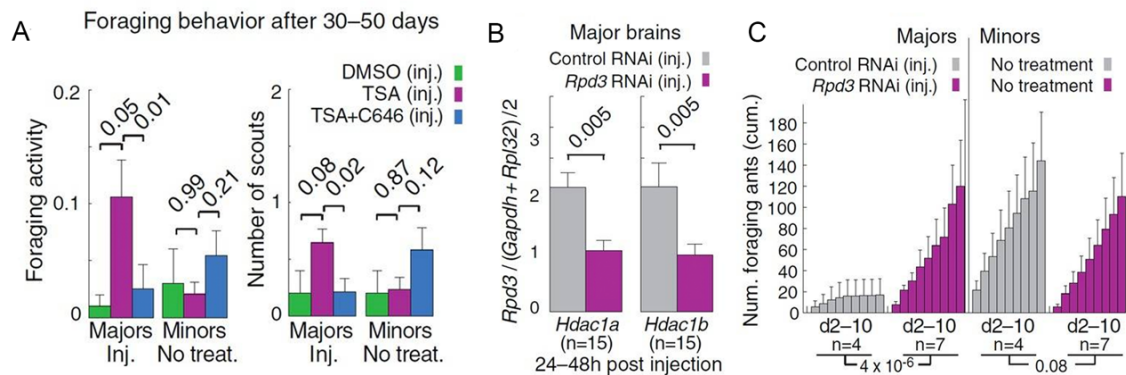 Foraging behavior after 30–50 days
A
DMSO (inj.)
TSA (inj.)
TSA+C646 (inj.)
Foraging activity
0.2
0.1
0
0.05
0.01
0.99
0.21
Majors
Inj.
Minors
No treat.
Number of scouts
2
1
0
0.08
0.02
0.87
0.12
Majors
Inj.
Minors
No treat.
B
Major brains
Control RNAi (inj.)
Rpd3 RNAi (inj.)
Rpd3 / (Gapdh + Rpl32) / 2
3
2
1
0
0.005
0.005
Hdac1a
(n=15)
Hdac1b
(n=15)
24–48h post injection
C
Majors
Minors
Control RNAi (inj.)
Rpd3 RNAi (inj.)
No treatment
No treatment
Num. foraging ants (cum.)
180
160
140
120
100
80
60
40
20
0
d2–10
n=4
d2–10
n=7
d2–10
n=4
d2–10
n=7
4 x 10-6
0.08